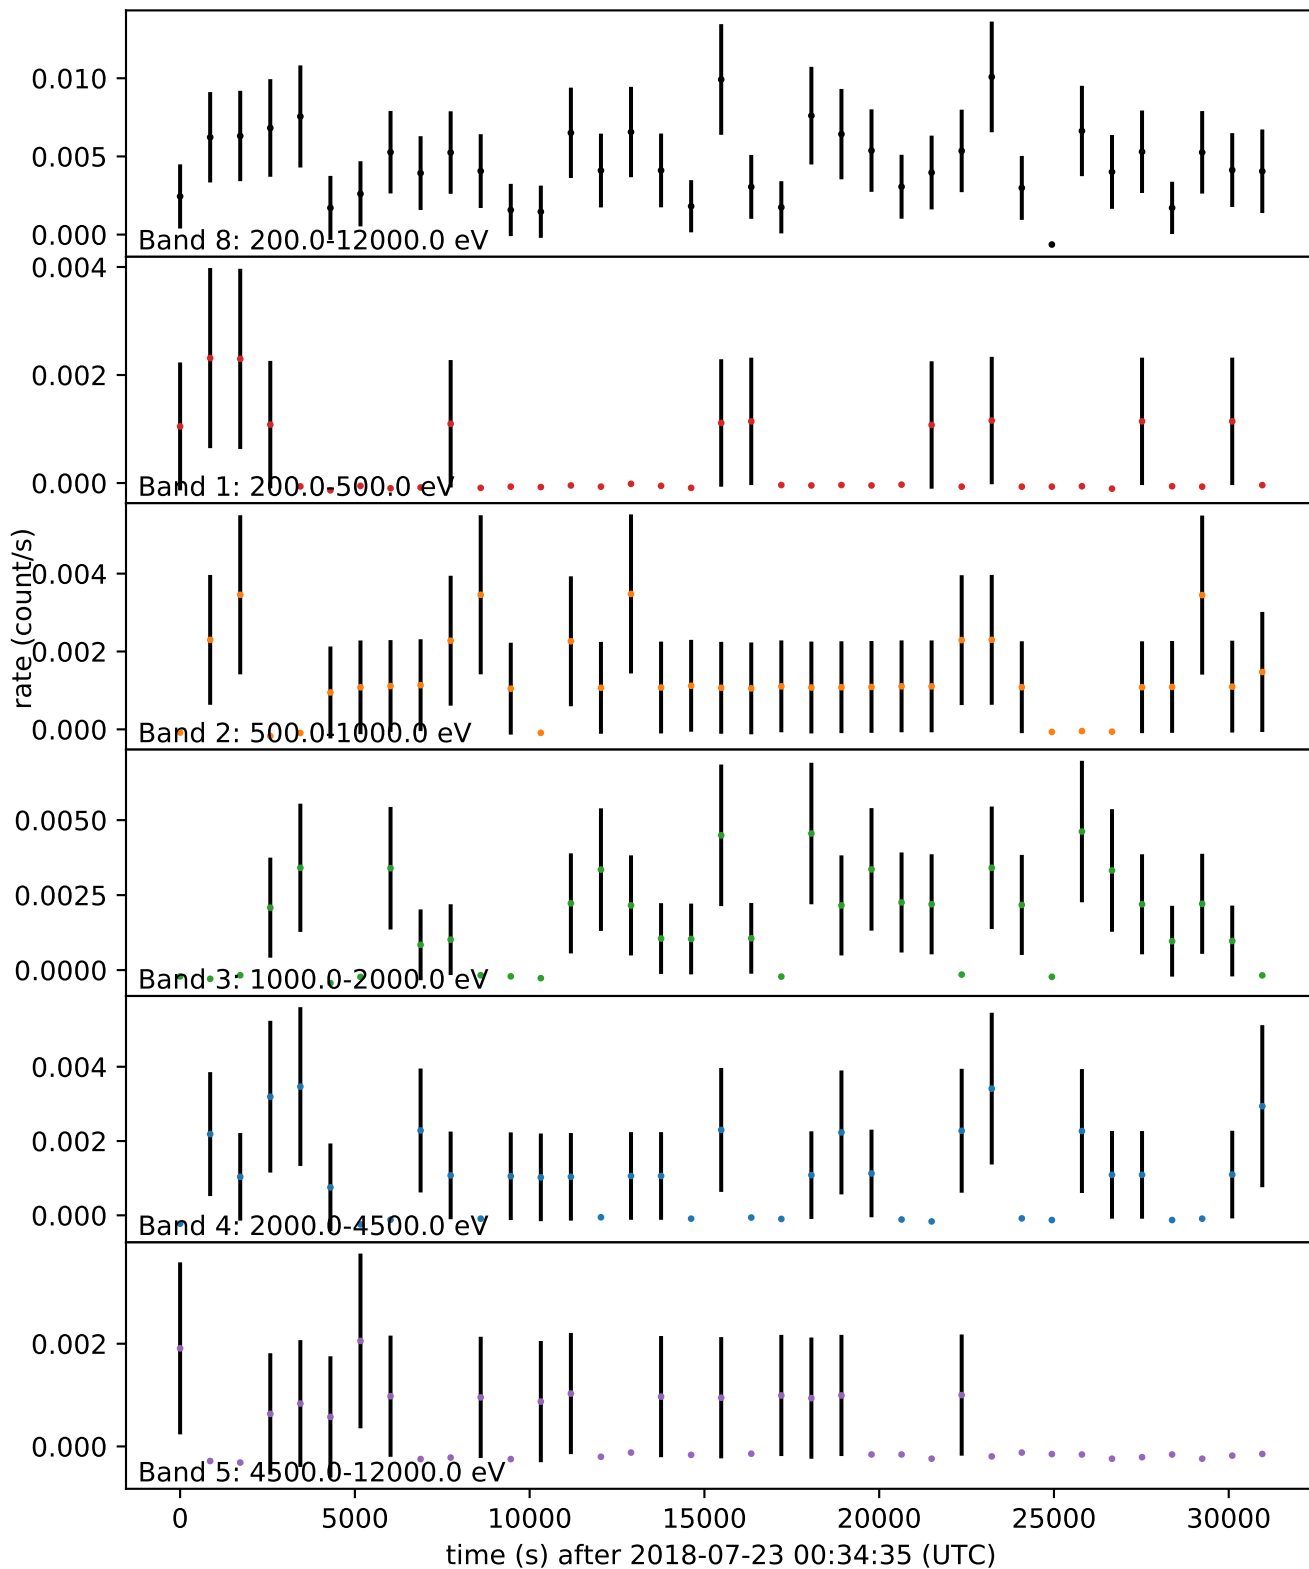 0.010
0.005
0.000
Band 8: 200.0-12000.0 eV
0.004
0.002
0.000
Band 1: 200.0-500.0 eV
rate (count/s)
0.004
0.002
0.000
Band 2: 500.0-1000.0 eV
0.0050
0.0025
0.0000
Band 3: 1000.0-2000.0 eV
0.004
0.002
0.000
Band 4: 2000.0-4500.0 eV
0.002
0.000
Band 5: 4500.0-12000.0 eV
0 5000 10000 15000 20000 25000 30000
time (s) after 2018-07-23 00:34:35 (UTC)